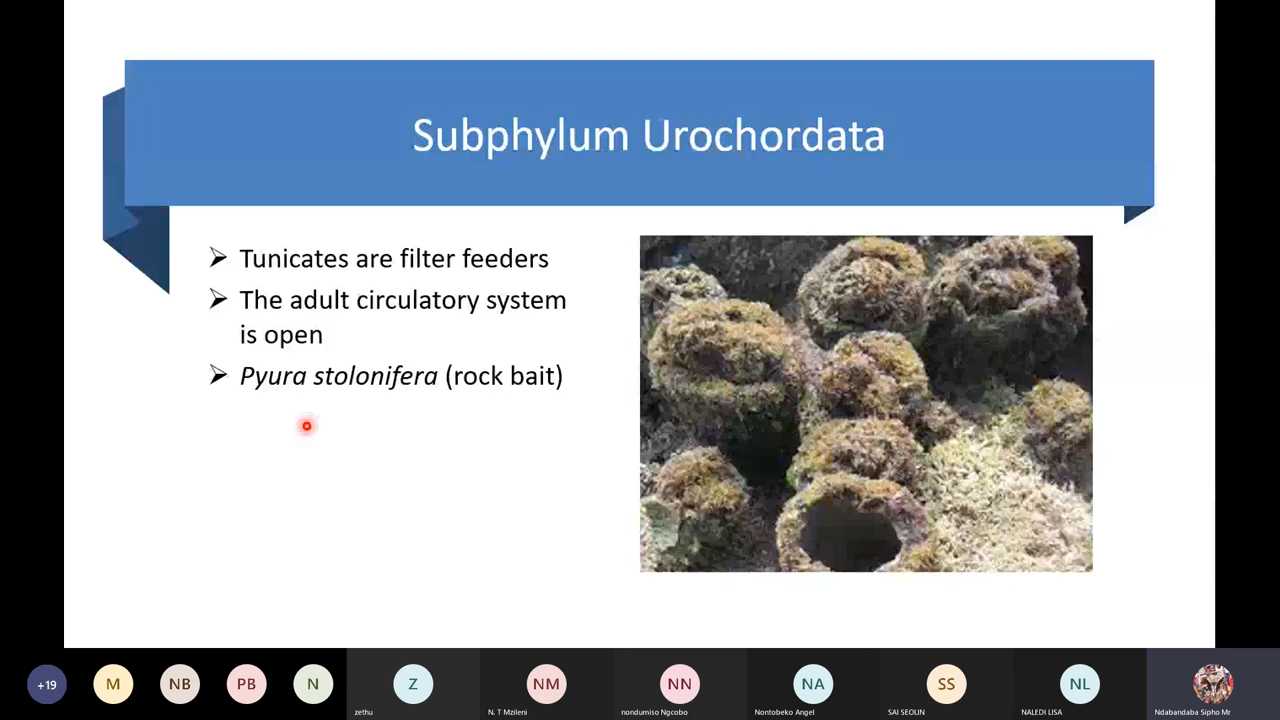 Subphylum Urochordata
Tunicates are filter feeders
The adult circulatory system
is open
Pyura stolonifera (rock bait)
+19
M
NB
PB
N
Z
NM
NN
NA
SS
NL
zethu
N. T Mzileni
nondumiso Ngcobo
Nontobeko Angel
SAI SEOLIN
NALEDI LISA
Ndabandaba Sipho Mr